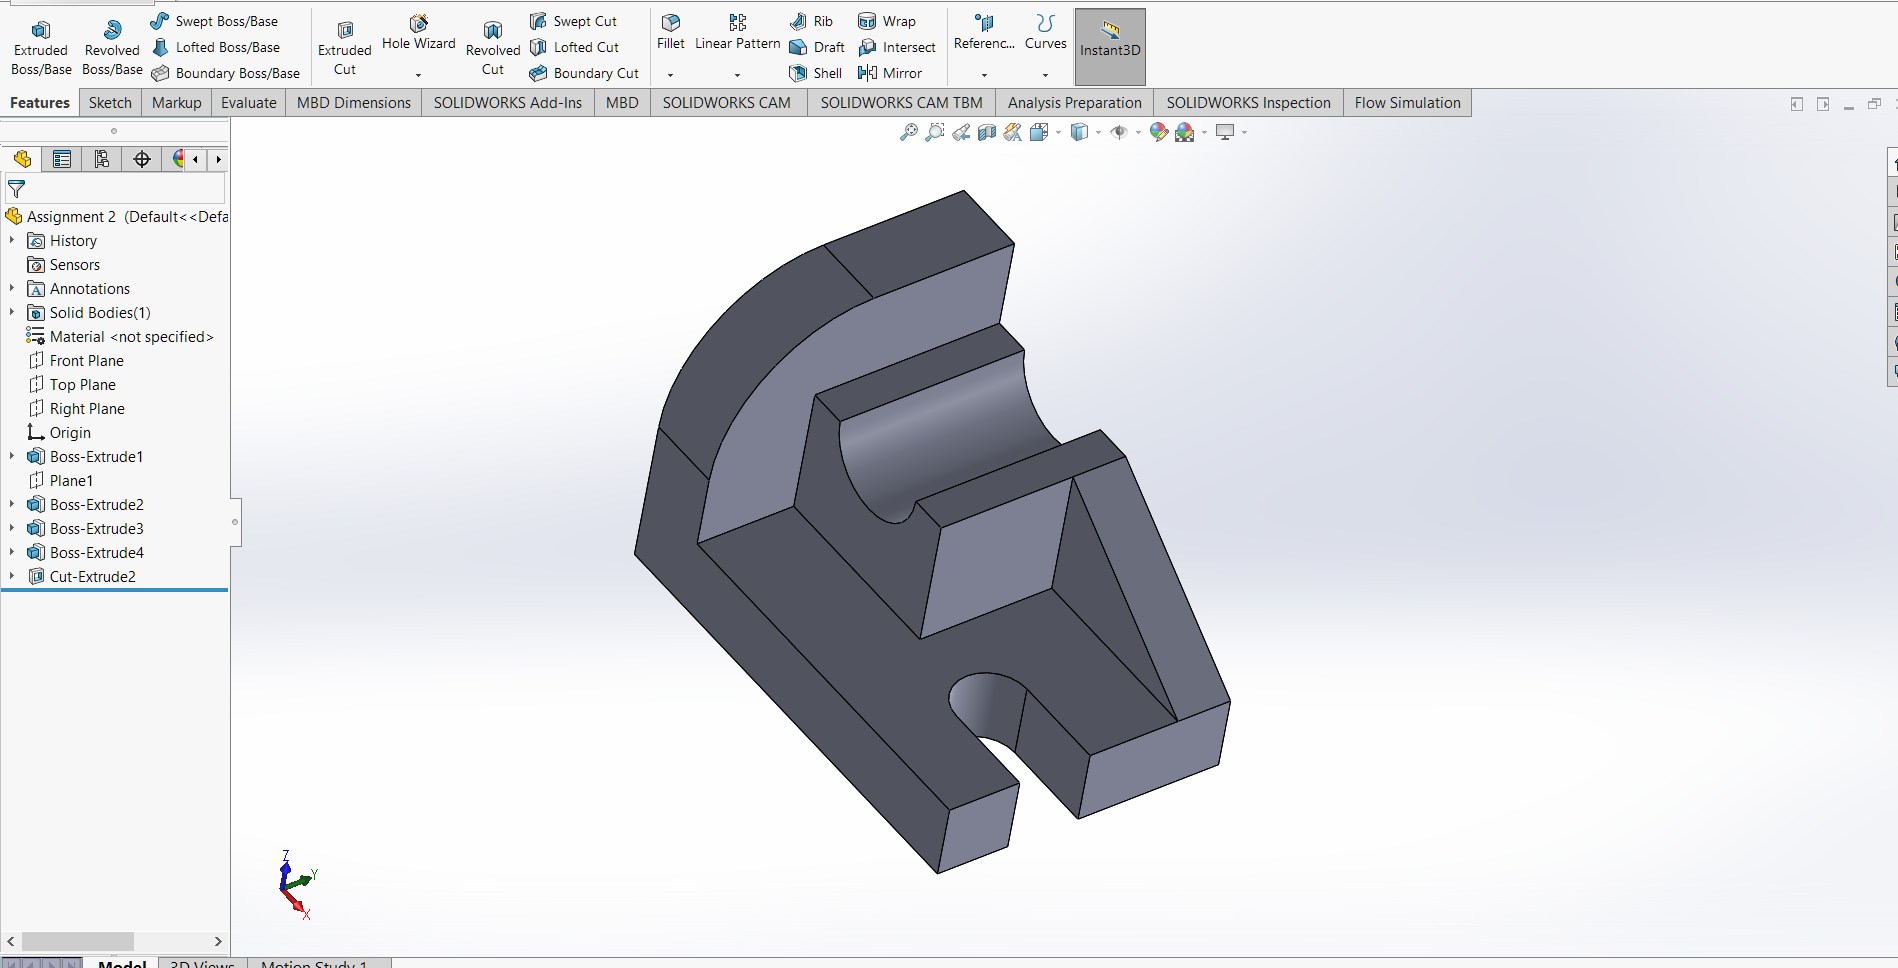 Extruded Boss/Base
Revolved Boss/Base
Swept Boss/Base
Lofted Boss/Base
Boundary Boss/Base
Extruded Cut
Hole Wizard
Revolved Cut
Swept Cut
Lofted Cut
Boundary Cut
Fillet
Linear Pattern
Rib
Draft
Shell
Wrap
Intersect
Mirror
Referenc...
Curves
Instant3D
Features
Sketch
Markup
Evaluate
MBD Dimensions
SOLIDWORKS Add-Ins
MBD
SOLIDWORKS CAM
SOLIDWORKS CAM TBM
Analysis Preparation
SOLIDWORKS Inspection
Flow Simulation
Assignment 2 (Default<<Defa
History
Sensors
Annotations
Solid Bodies(1)
Material <not specified>
Front Plane
Top Plane
Right Plane
Origin
Boss-Extrude1
Plane1
Boss-Extrude2
Boss-Extrude3
Boss-Extrude4
Cut-Extrude2
Z
Y
X
Model
3D Views
Motion Study 1